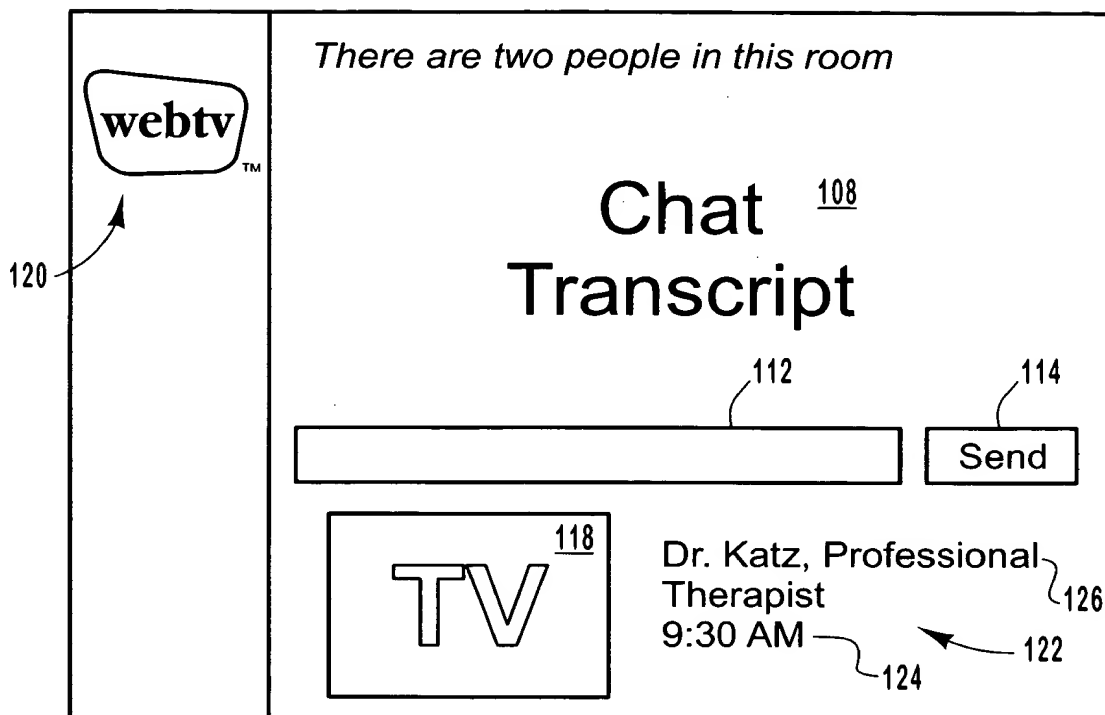 There are two people in this room
webtv
TM
Chat 108
Transcript
120
112
114
Send
118
TV
Dr. Katz, Professional
Therapist
126
9:30 AM
122
124